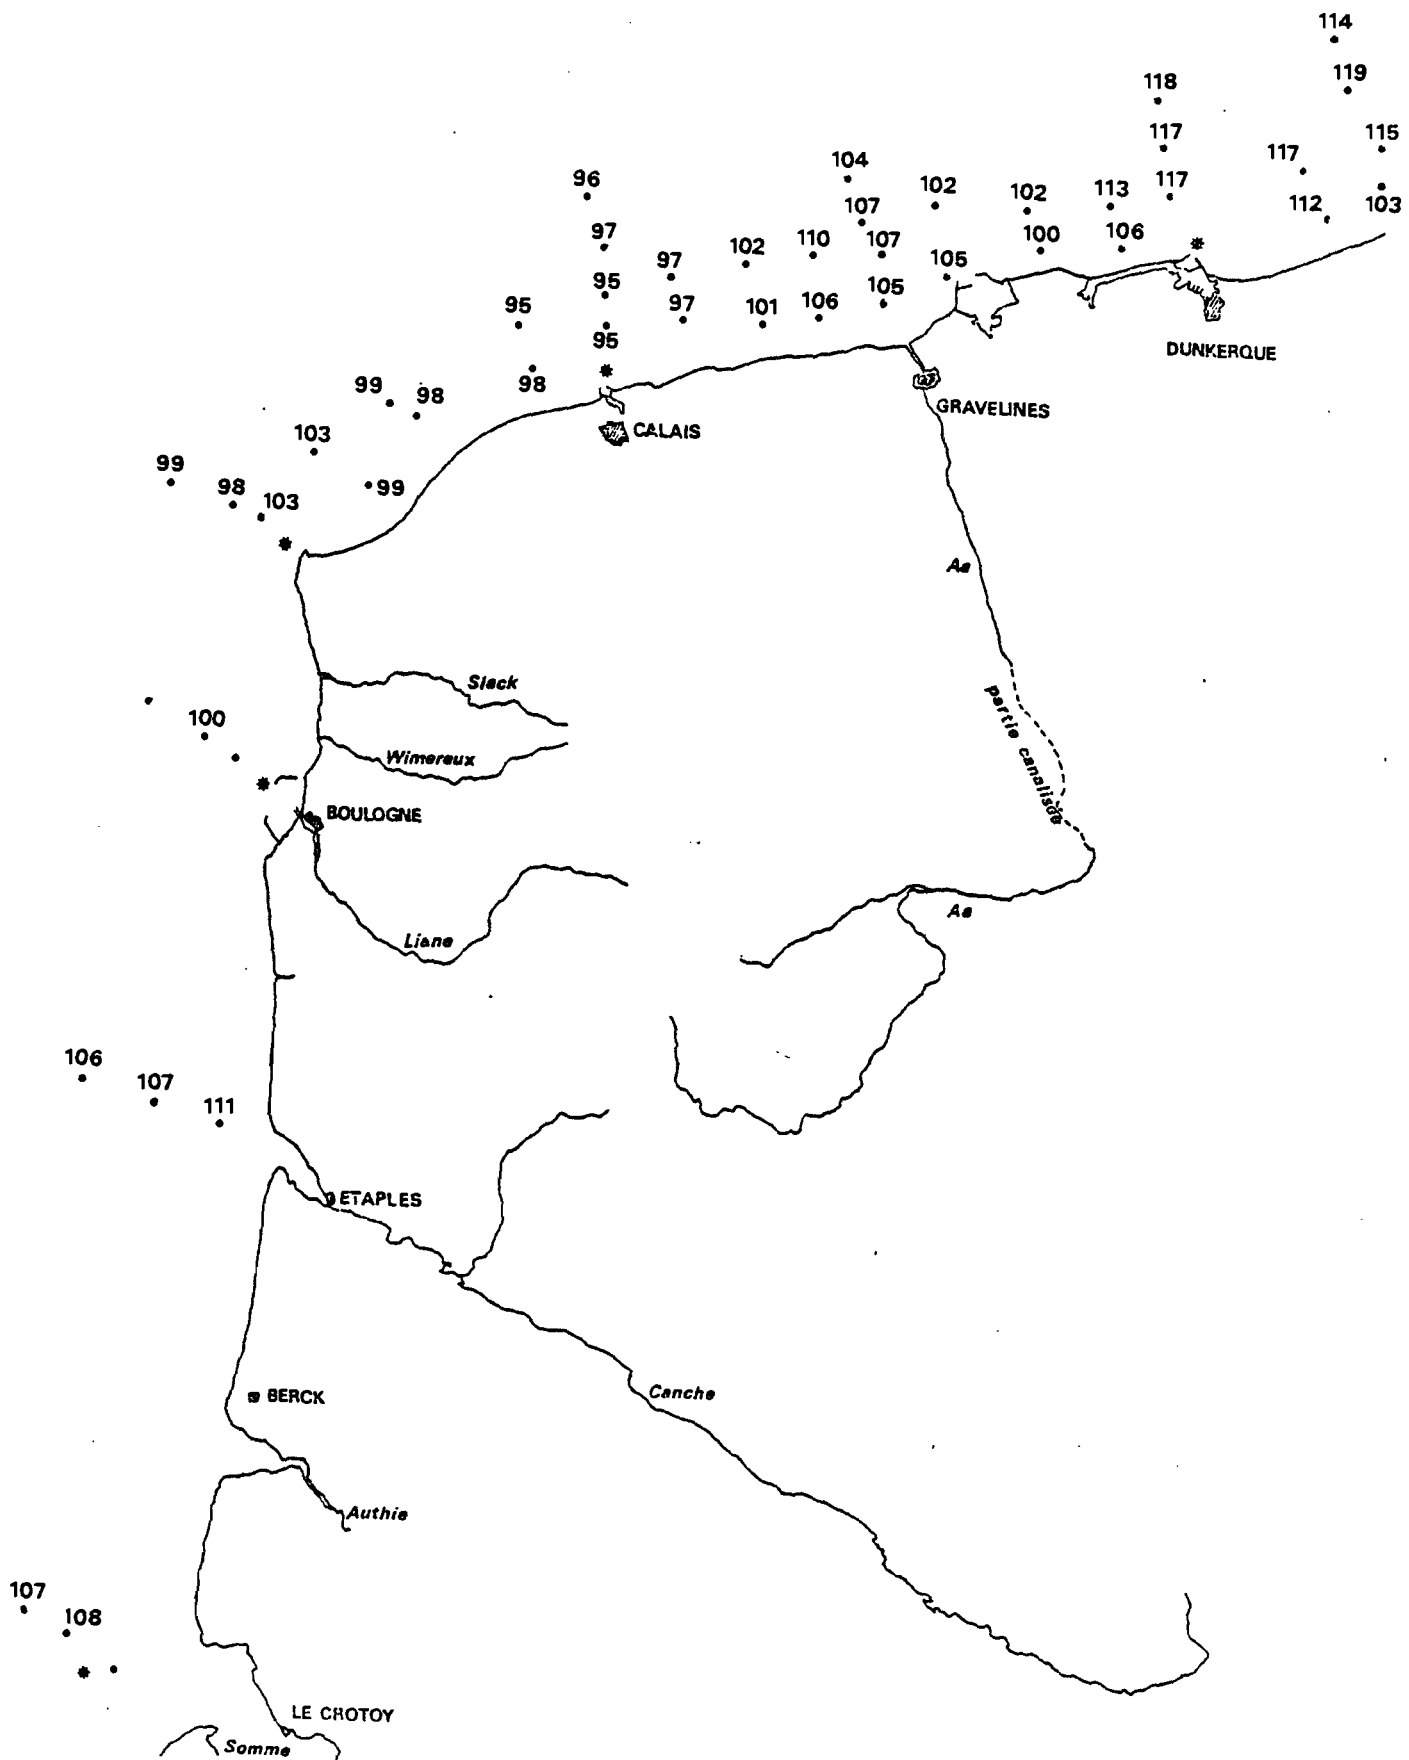 114
119
118
115
117
117
104
96
102
117
113
102
103
112
107
106
97
110
107
100
102
97
105
95
105
95
97
101
106
95
DUNKERQUE
98
99
98
GRAVELINES
CALAIS
103
99
98
99
103
Aa
Slack
partie canalisée
100
Wimereux
BOULOGNE
Aa
Liane
106
107
111
ETAPLES
Canche
BERCK
Authie
107
108
LE CROTOY
Somme